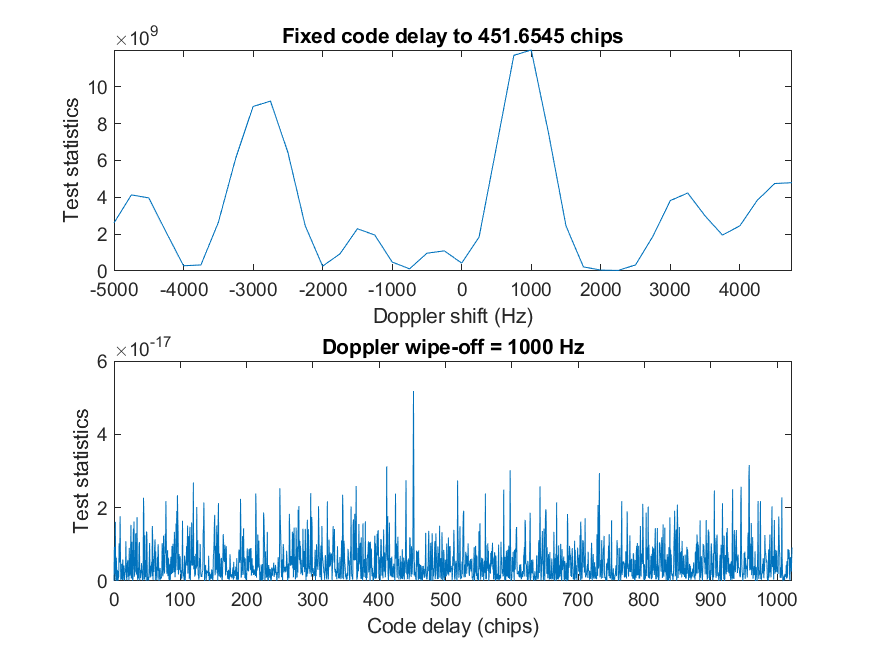 ×10⁹
Fixed code delay to 451.6545 chips
10
8
6
4
2
0
Test statistics
-5000 -4000 -3000 -2000 -1000 0 1000 2000 3000 4000
Doppler shift (Hz)
×10⁻¹⁷
Doppler wipe-off = 1000 Hz
6
4
2
0
Test statistics
0 100 200 300 400 500 600 700 800 900 1000
Code delay (chips)